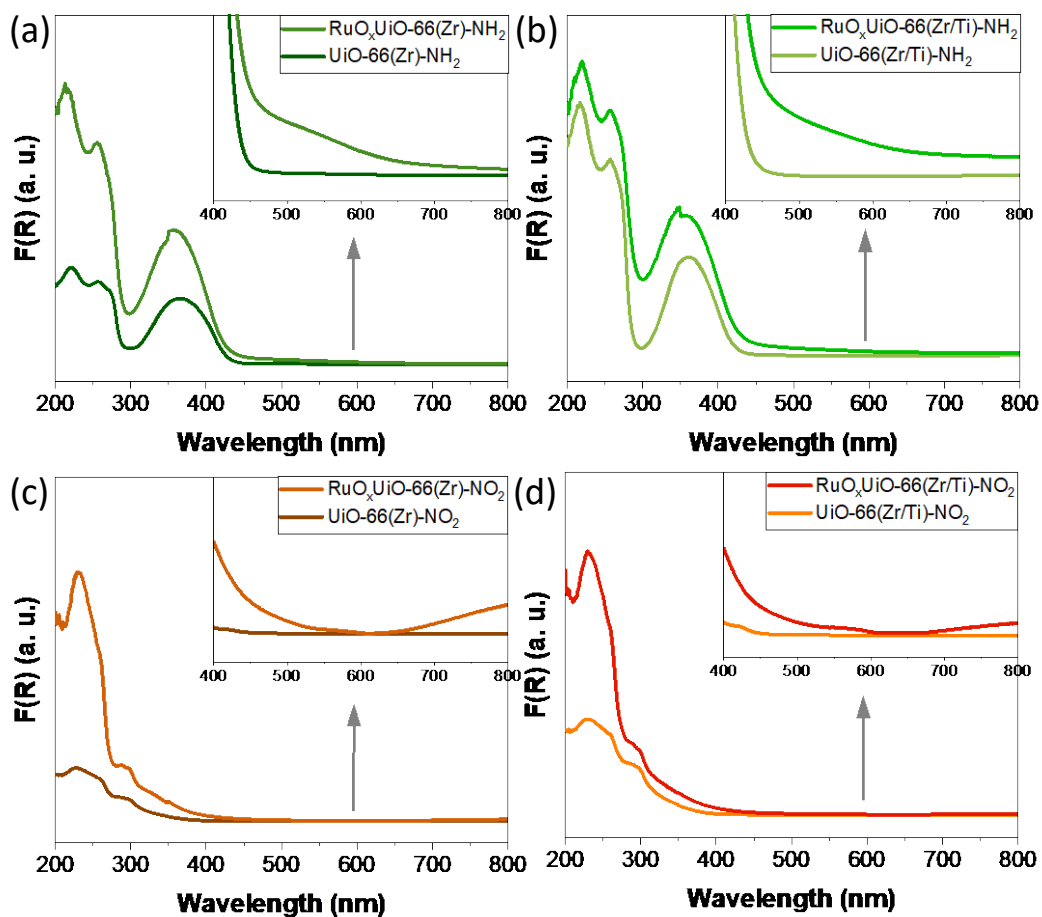 (a)
RuOxUiO-66(Zr)-NH2
UiO-66(Zr)-NH2
400 500 600 700 800
F(R) (a. u.)
200 300 400 500 600 700 800
Wavelength (nm)
(b)
RuOxUiO-66(Zr/Ti)-NH2
UiO-66(Zr/Ti)-NH2
400 500 600 700 800
F(R) (a. u.)
200 300 400 500 600 700 800
Wavelength (nm)
(c)
RuOxUiO-66(Zr)-NO2
UiO-66(Zr)-NO2
400 500 600 700 800
F(R) (a. u.)
200 300 400 500 600 700 800
Wavelength (nm)
(d)
RuOxUiO-66(Zr/Ti)-NO2
UiO-66(Zr/Ti)-NO2
400 500 600 700 800
F(R) (a. u.)
200 300 400 500 600 700 800
Wavelength (nm)